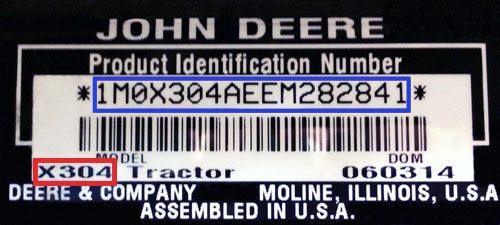 JOHN DEERE
Product Identification Number
*1M0X304AEEM282841*
MODEL DOM
X304 Tractor 060314
DEERE & COMPANY MOLINE, ILLINOIS, U.S.A
ASSEMBLED IN U.S.A.